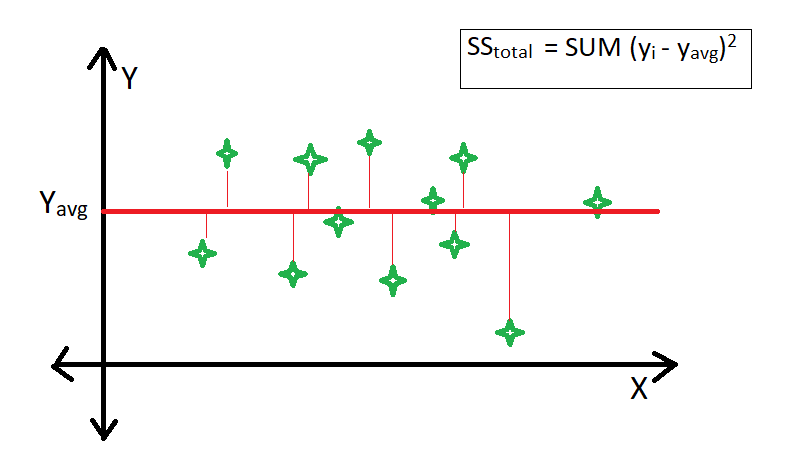 SStotal = SUM (yi - yavg)2
Y
Yavg
X